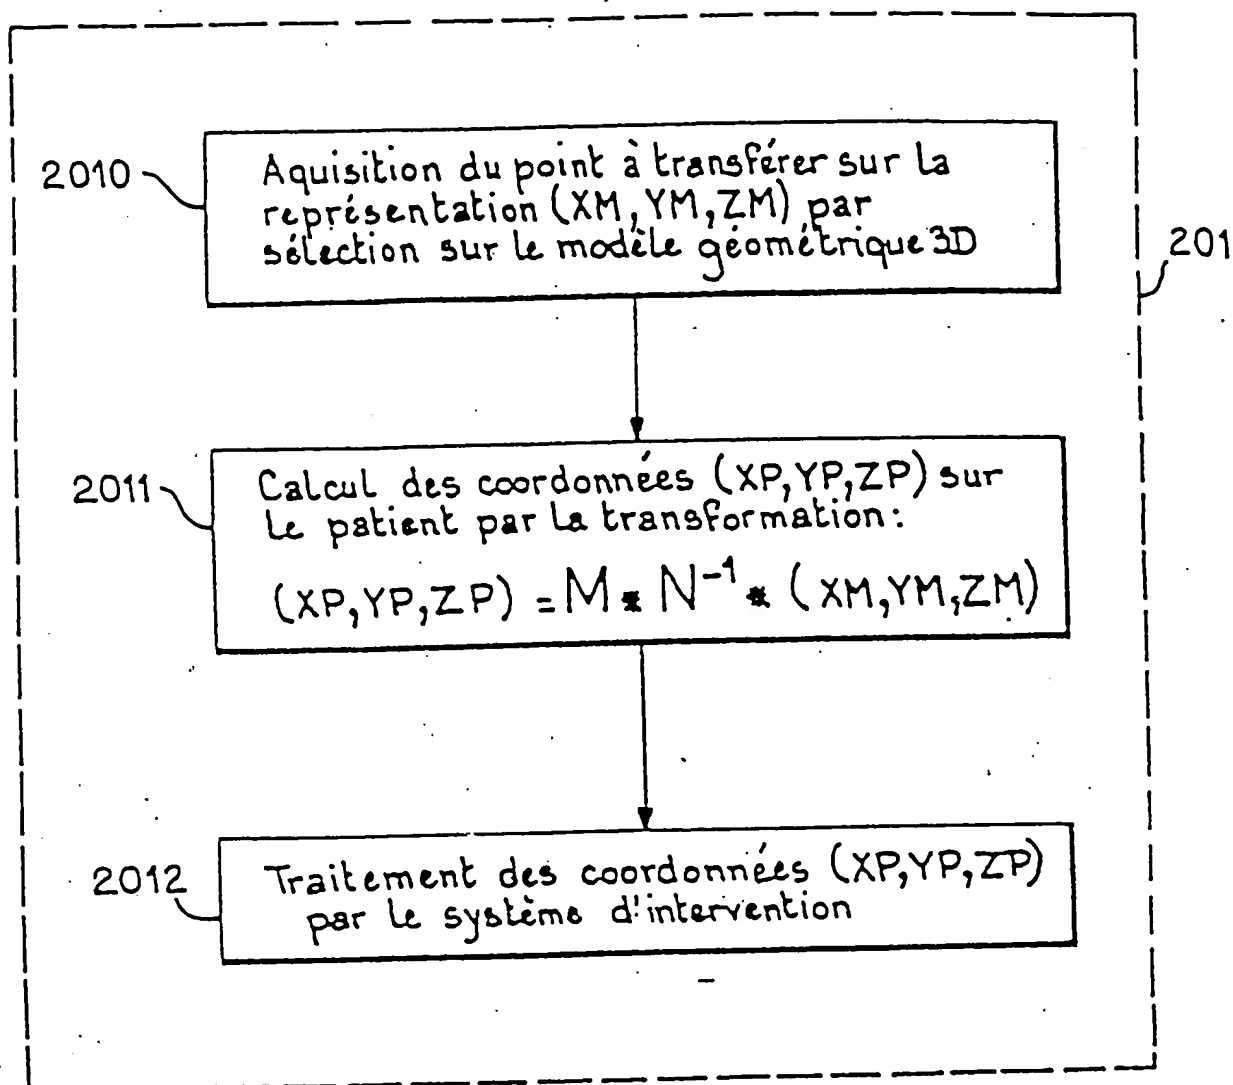 2010
Aquisition du point à transférer sur la
représentation (XM, YM, ZM) par
sélection sur le modèle géométrique 3D
201
2011
Calcul des coordonnées (XP, YP, ZP) sur
le patient par la transformation:
(XP, YP, ZP) = M * N⁻¹ * (XM, YM, ZM)
2012
Traitement des coordonnées (XP, YP, ZP)
par le système d'intervention